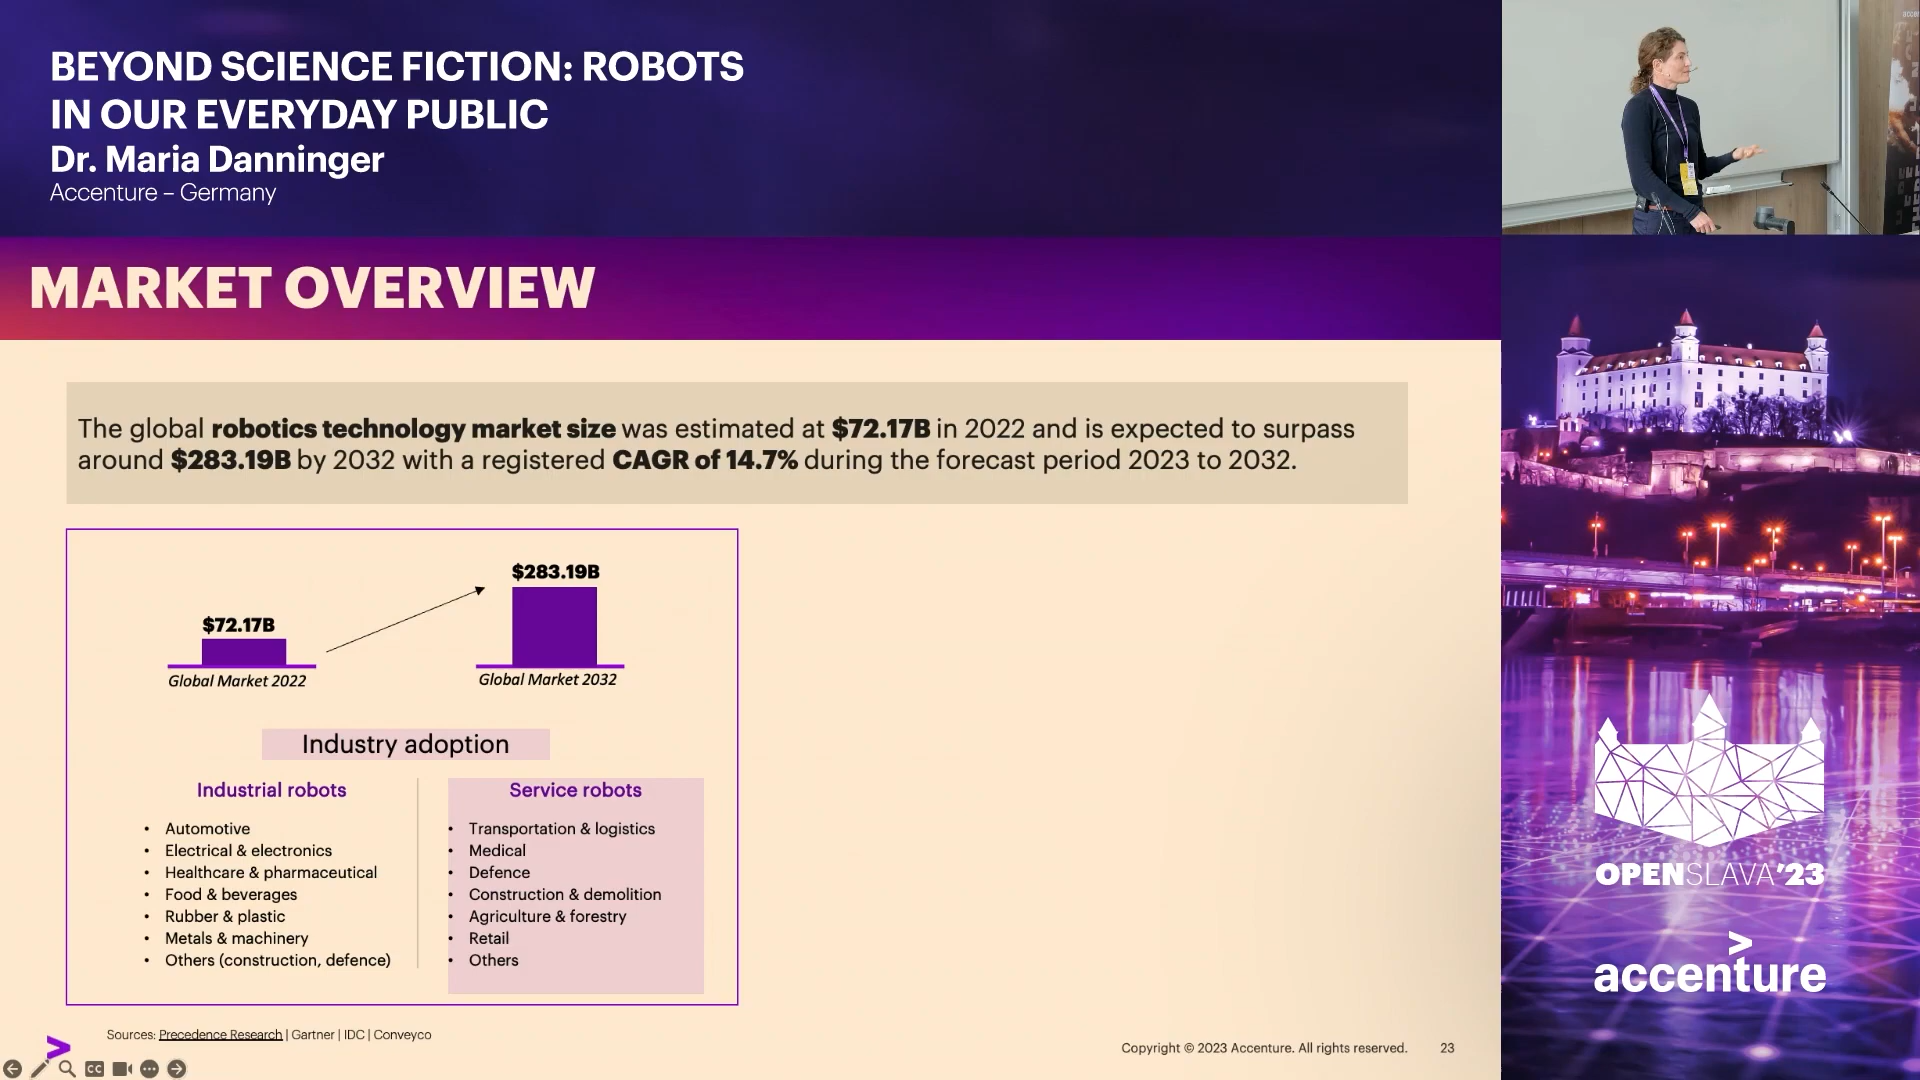 BEYOND SCIENCE FICTION: ROBOTS
IN OUR EVERYDAY PUBLIC
Dr. Maria Danninger
Accenture – Germany
MARKET OVERVIEW
The global robotics technology market size was estimated at $72.17B in 2022 and is expected to surpass
around $283.19B by 2032 with a registered CAGR of 14.7% during the forecast period 2023 to 2032.
$72.17B
Global Market 2022
$283.19B
Global Market 2032
Industry adoption
Industrial robots
• Automotive
• Electrical & electronics
• Healthcare & pharmaceutical
• Food & beverages
• Rubber & plastic
• Metals & machinery
• Others (construction, defence)
Service robots
• Transportation & logistics
• Medical
• Defence
• Construction & demolition
• Agriculture & forestry
• Retail
• Others
Sources: Precedence Research | Gartner | IDC | Conveyco
Copyright © 2023 Accenture. All rights reserved. 23
CC
OPENSLAVA'23
accenture